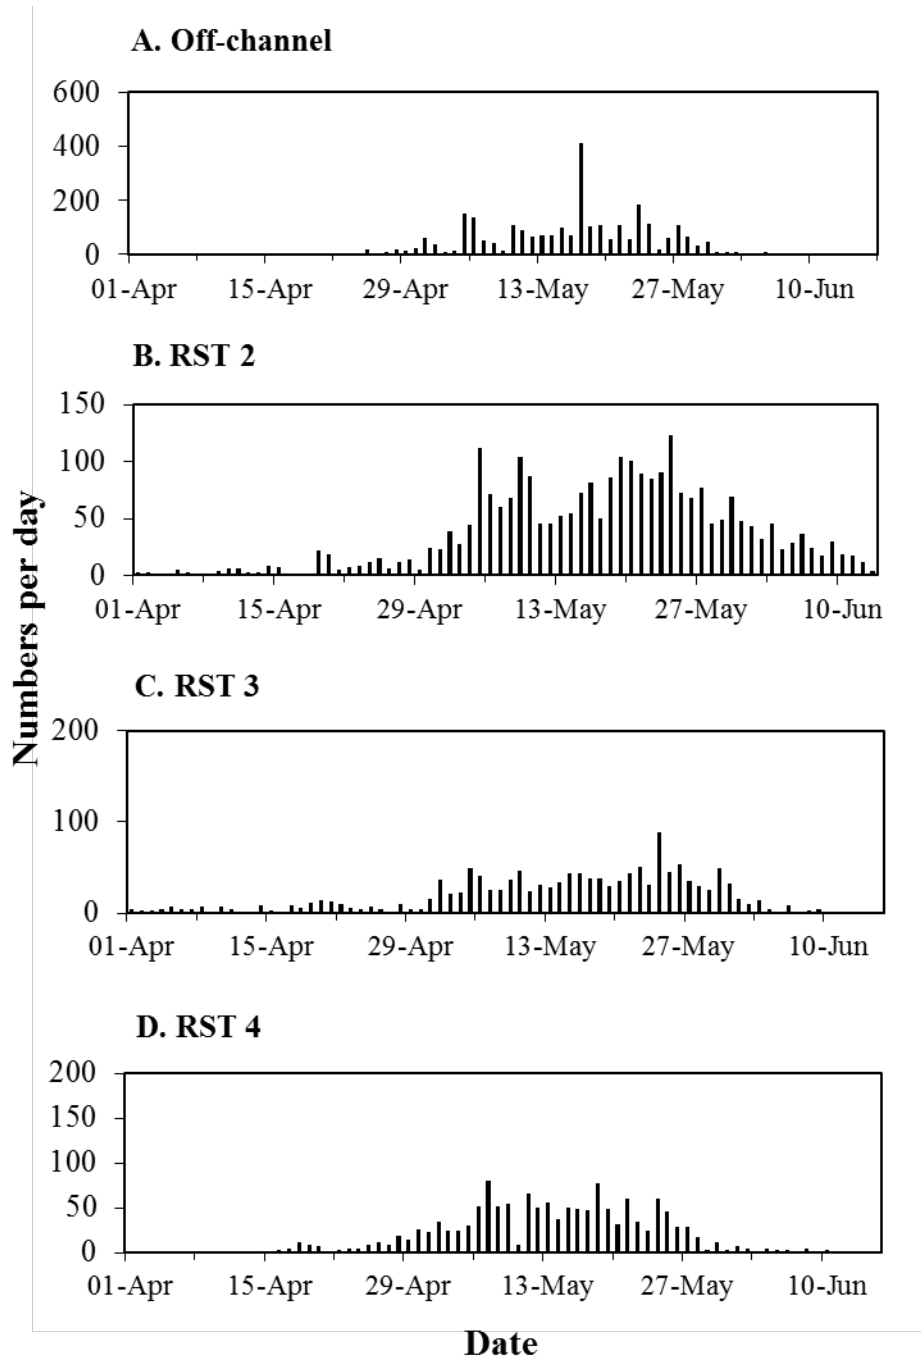 A. Off-channel
600
400
200
0
01-Apr 15-Apr 29-Apr 13-May 27-May 10-Jun
B. RST 2
150
100
50
0
01-Apr 15-Apr 29-Apr 13-May 27-May 10-Jun
Numbers per day
C. RST 3
200
100
0
01-Apr 15-Apr 29-Apr 13-May 27-May 10-Jun
D. RST 4
200
150
100
50
0
01-Apr 15-Apr 29-Apr 13-May 27-May 10-Jun
Date